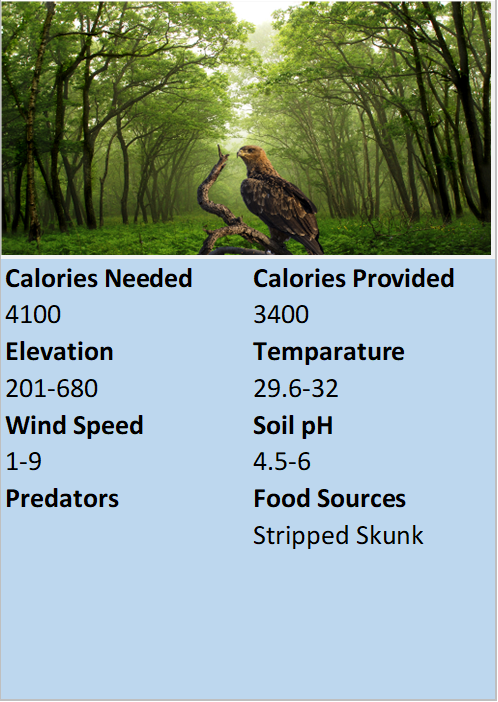 Calories Needed Calories Provided
4100 3400
Elevation Temparature
201-680 29.6-32
Wind Speed Soil pH
1-9 4.5-6
Predators Food Sources
Stripped Skunk